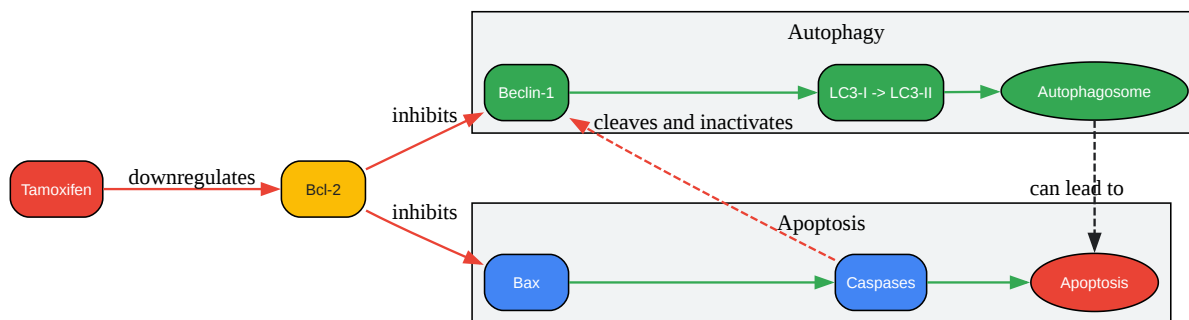 Autophagy
Beclin-1
LC3-I -> LC3-II
Autophagosome
inhibits
cleaves and inactivates
Tamoxifen
downregulates
Bcl-2
can lead to
inhibits
Apoptosis
Bax
Caspases
Apoptosis